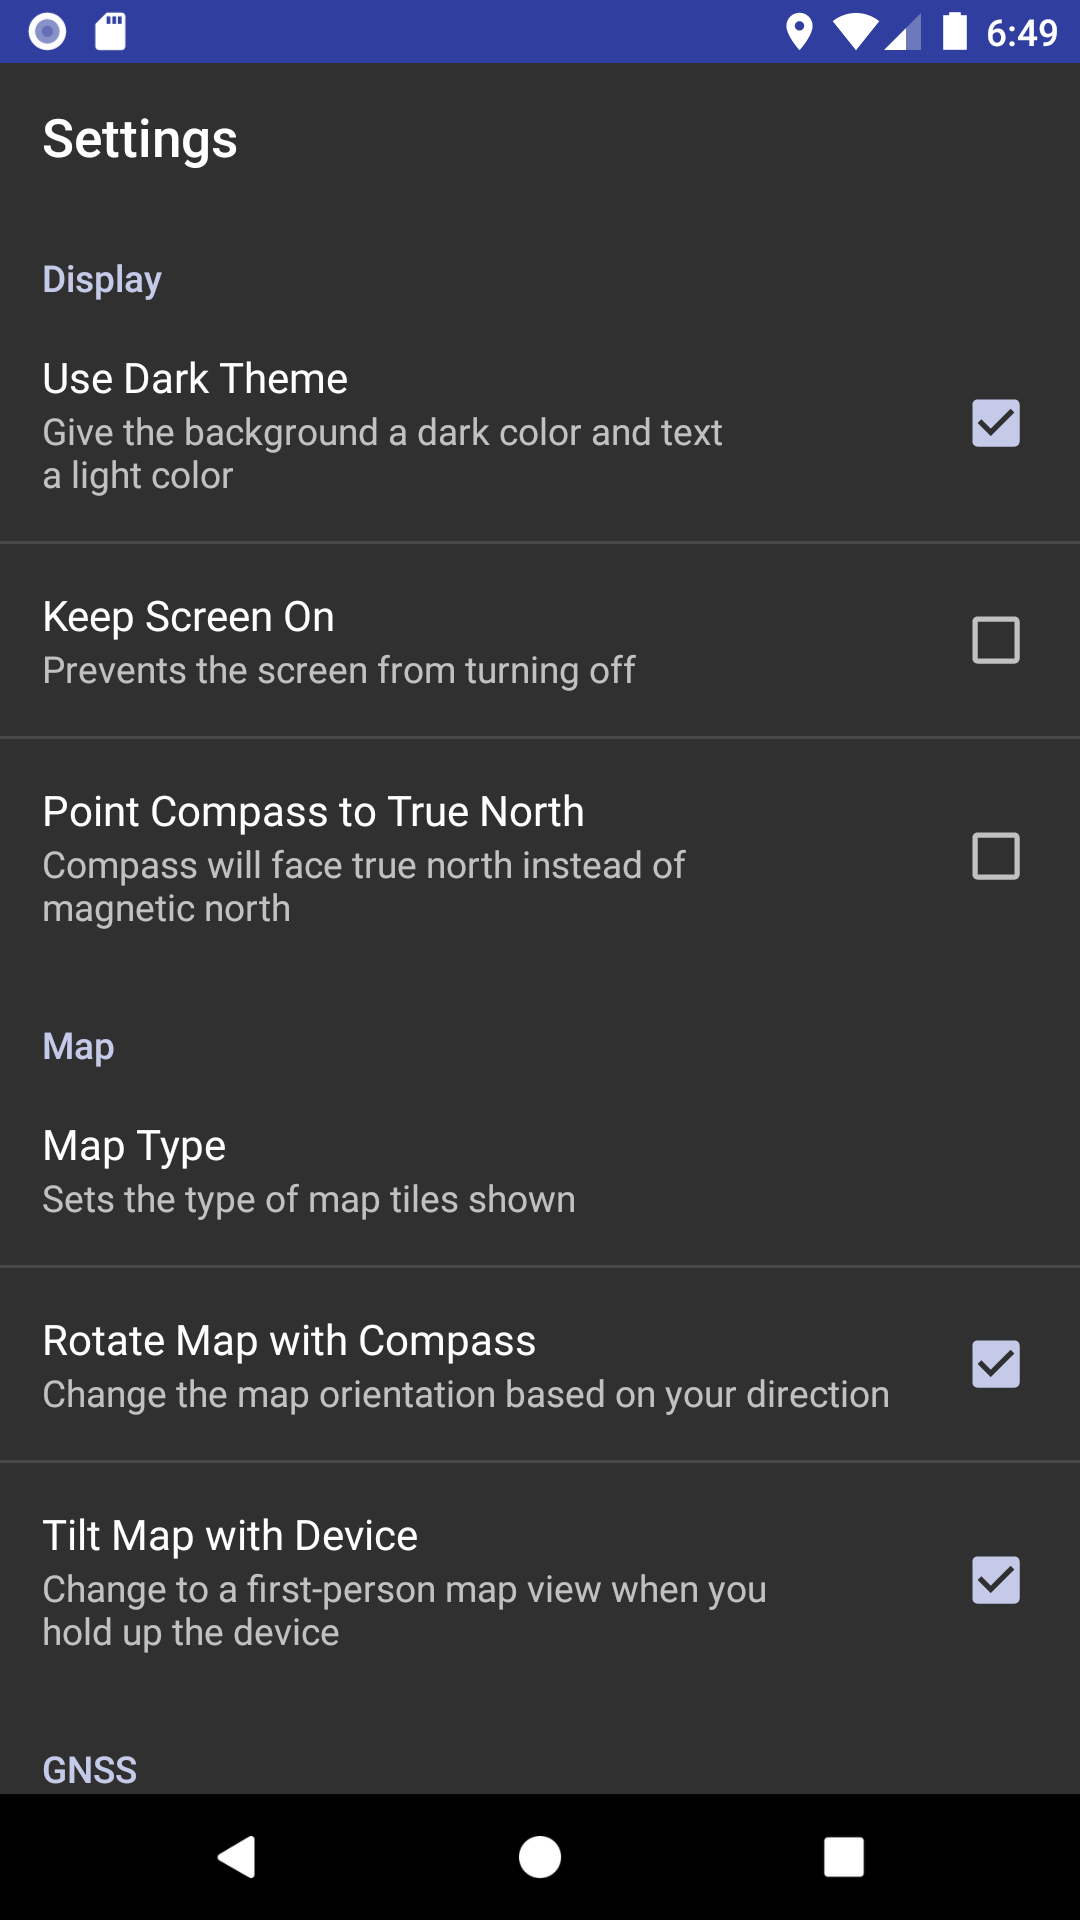 6:49
Settings
Display
Use Dark Theme
Give the background a dark color and text
a light color
Keep Screen On
Prevents the screen from turning off
Point Compass to True North
Compass will face true north instead of
magnetic north
Map
Map Type
Sets the type of map tiles shown
Rotate Map with Compass
Change the map orientation based on your direction
Tilt Map with Device
Change to a first-person map view when you
hold up the device
GNSS